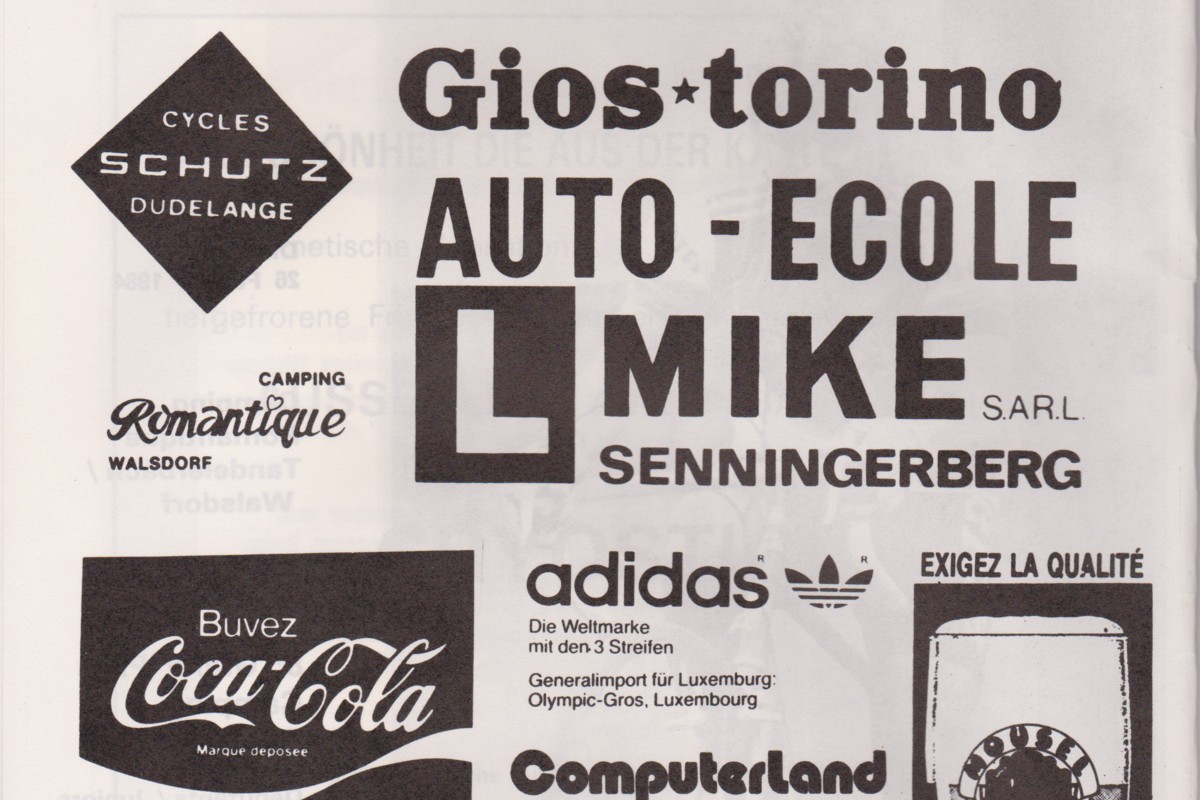 CYCLES
SCHUTZ
DUDELANGE
Gios★torino
AUTO - ECOLE
L MIKE S.AR.L.
SENNINGERBERG
CAMPING
Romantique
WALSDORF
Buvez
Coca-Cola
Marque deposee
adidas® ®
Die Weltmarke
mit den 3 Streifen
Generalimport für Luxemburg:
Olympic-Gros, Luxembourg
ComputerLand
EXIGEZ LA QUALITÉ
MOUSEL